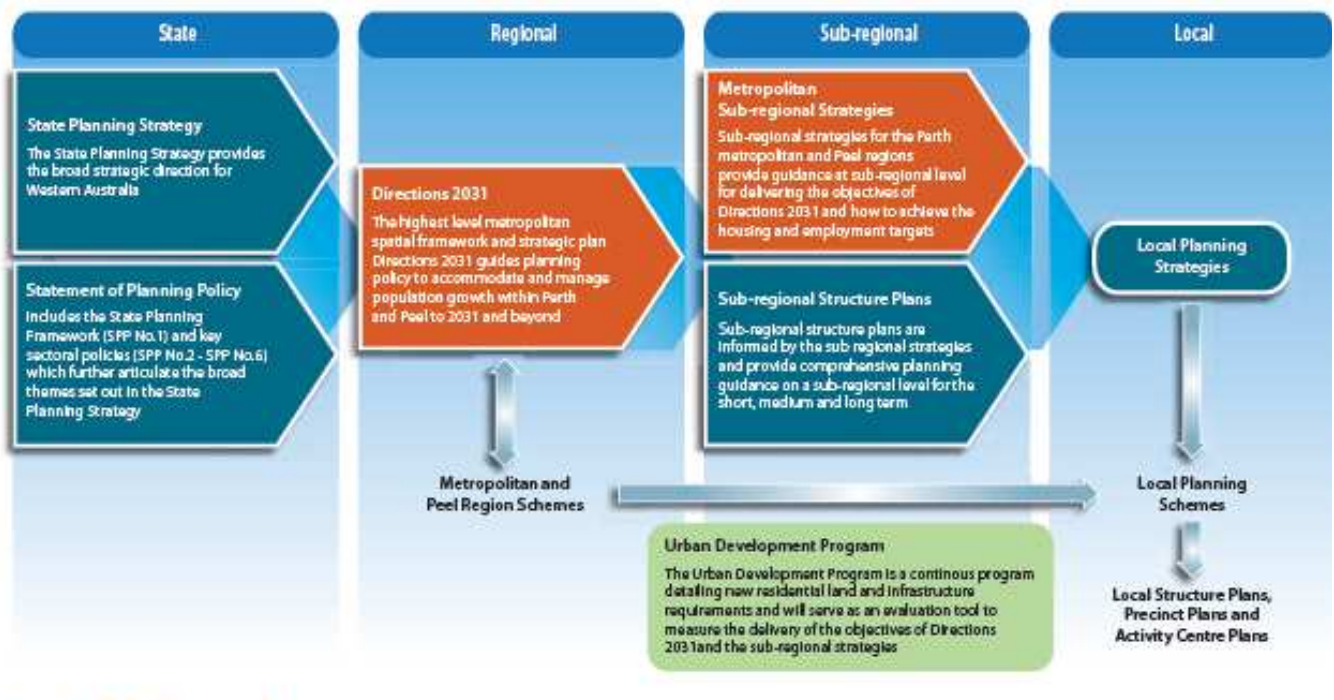 State
Regional
Sub-regional
Local
State Planning Strategy
The State Planning Strategy provides
the broad strategic direction for
Western Australia
Statement of Planning Policy
Includes the State Planning
Framework (SPP No.1) and key
sectoral policies (SPP No.2 - SPP No.6)
which further articulate the broad
themes set out in the State
Planning Strategy
Directions 2031
The highest level metropolitan
spatial framework and strategic plan
Directions 2031 guides planning
policy to accommodate and manage
population growth within Perth
and Peel to 2031 and beyond
Metropolitan and
Peel Region Schemes
Metropolitan
Sub-regional Strategies
Sub-regional strategies for the Perth
metropolitan and Peel regions
provide guidance at sub-regional level
for delivering the objectives of
Directions 2031 and how to achieve the
housing and employment targets
Sub-regional Structure Plans
Sub-regional structure plans are
informed by the sub regional strategies
and provide comprehensive planning
guidance on a sub-regional level for the
short, medium and long term
Urban Development Program
The Urban Development Program is a continous program
detailing new residential land and infrastructure
requirements and will serve as an evaluation tool to
measure the delivery of the objectives of Directions
2031and the sub-regional strategies
Local Planning
Strategies
Local Planning
Schemes
Local Structure Plans,
Precinct Plans and
Activity Centre Plans